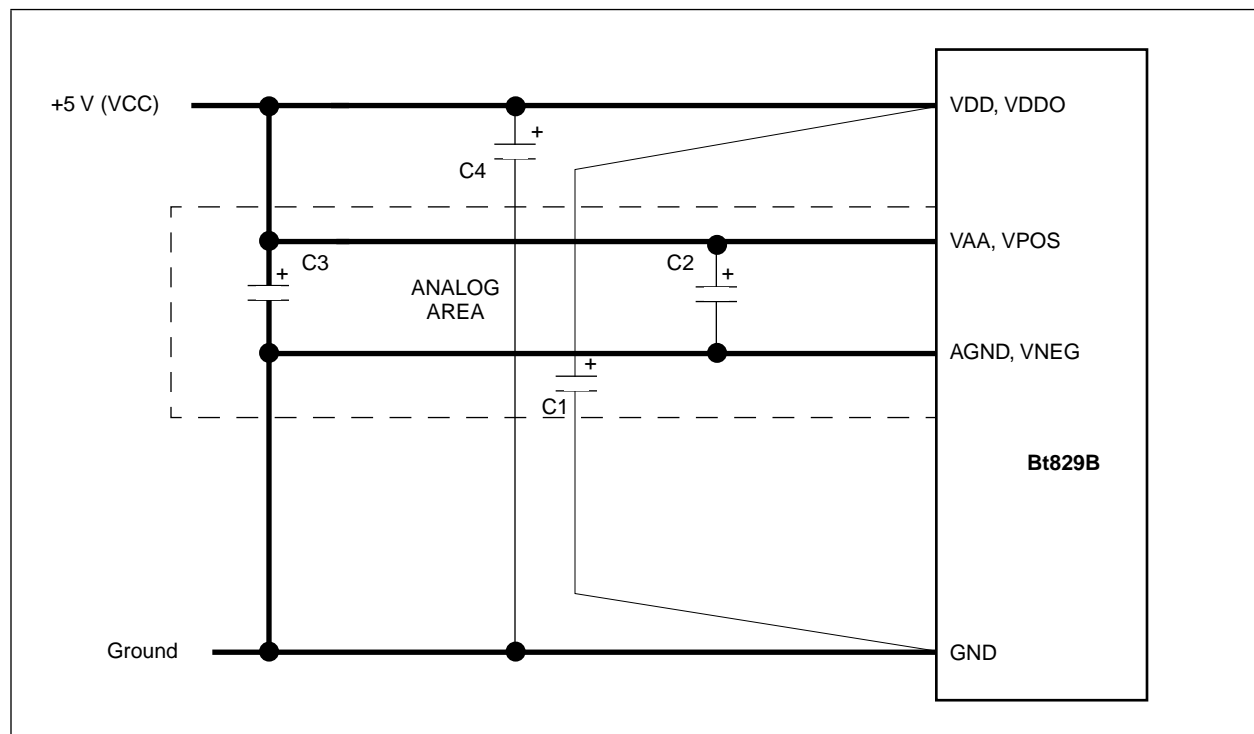 +5 V (VCC)
VDD, VDDO
+
C4
VAA, VPOS
C3
C2
+
+
ANALOG
AREA
AGND, VNEG
+
C1
Bt829B
Ground
GND